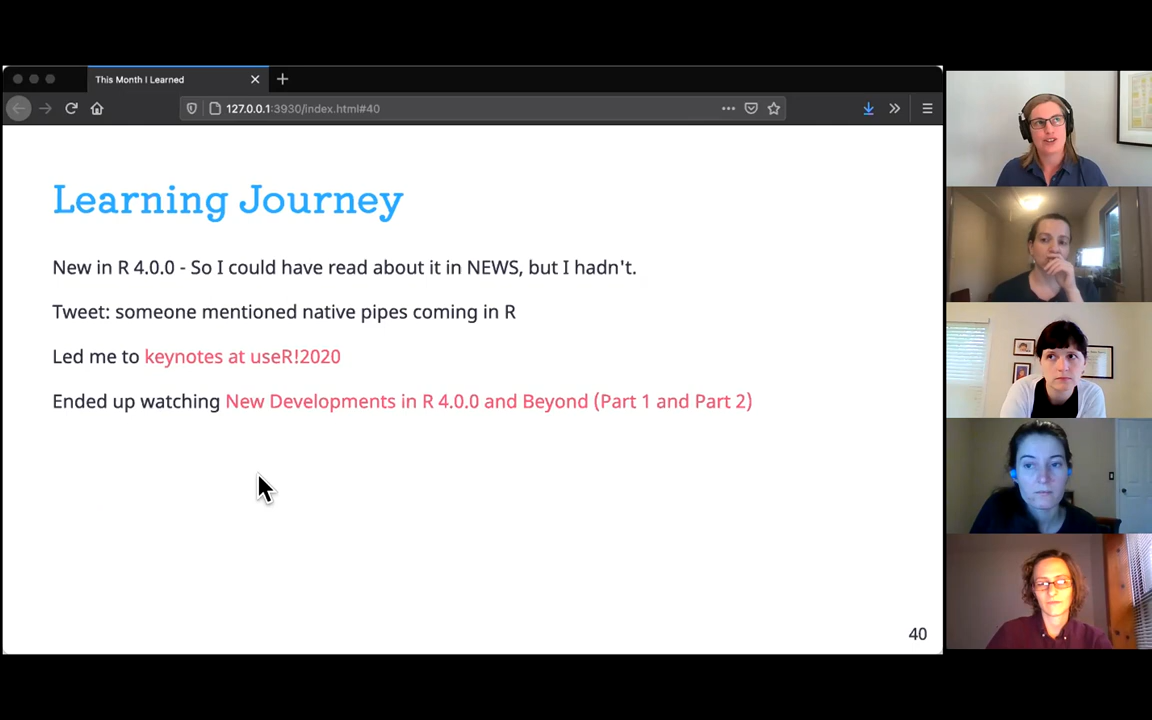 This Month I Learned
127.0.0.1:3930/index.html#40
Learning Journey
New in R 4.0.0 - So I could have read about it in NEWS, but I hadn't.
Tweet: someone mentioned native pipes coming in R
Led me to keynotes at useR!2020
Ended up watching New Developments in R 4.0.0 and Beyond (Part 1 and Part 2)
40